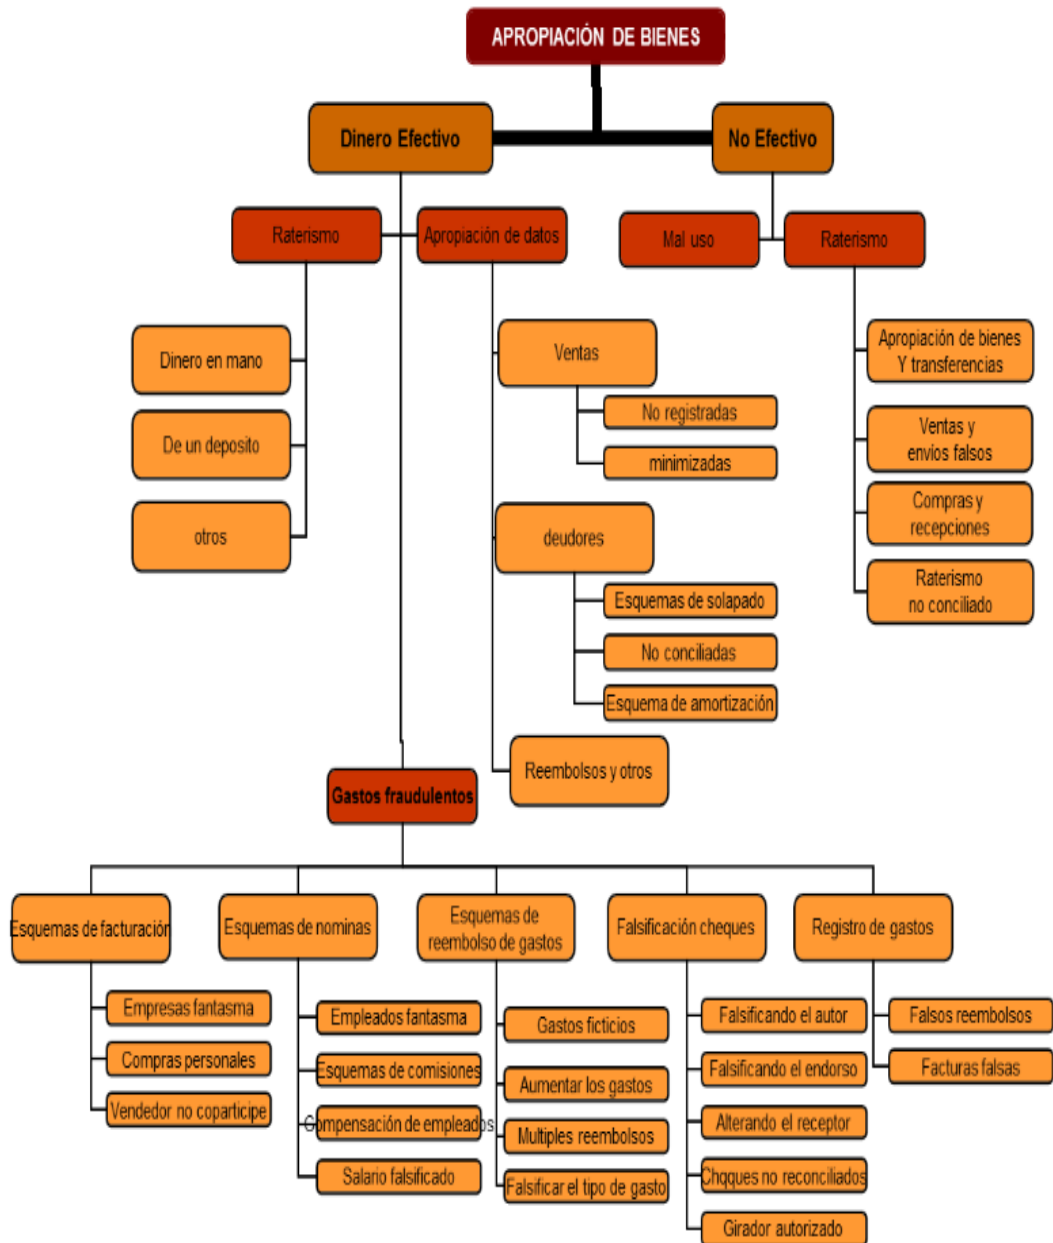 APROPIACIÓN DE BIENES
Dinero Efectivo
No Efectivo
Raterismo
Apropiación de datos
Mal uso
Raterismo
Dinero en mano
De un deposito
otros
Ventas
No registradas
minimizadas
deudores
Esquemas de solapado
No conciliadas
Esquema de amortización
Reembolsos y otros
Apropiación de bienes
Y transferencias
Ventas y
envíos falsos
Compras y
recepciones
Raterismo
no conciliado
Gastos fraudulentos
Esquemas de facturación
Empresas fantasma
Compras personales
Vendedor no coparticipe
Esquemas de nominas
Empleados fantasma
Esquemas de comisiones
Compensación de empleados
Salario falsificado
Esquemas de
reembolso de gastos
Gastos ficticios
Aumentar los gastos
Multiples reembolsos
Falsificar el tipo de gasto
Falsificación cheques
Falsificando el autor
Falsificando el endorso
Alterando el receptor
Chqques no reconciliados
Girador autorizado
Registro de gastos
Falsos reembolsos
Facturas falsas